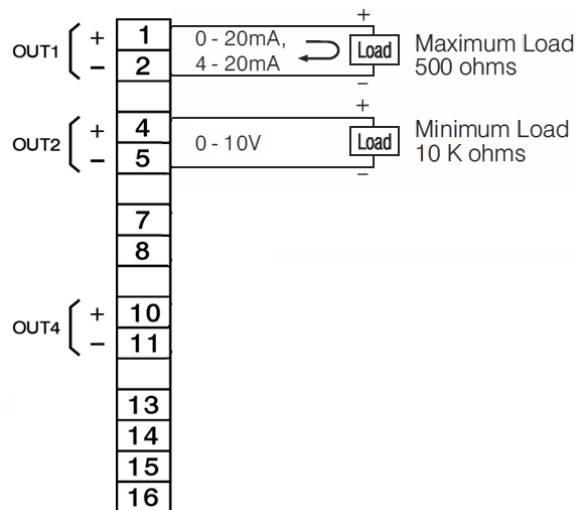 +
OUT1 + 1 0 - 20mA, Load Maximum Load
− 2 4 - 20mA 500 ohms
−
+
OUT2 + 4 0 - 10V Load Minimum Load
− 5 10 K ohms
−
7
8
OUT4 + 10
− 11
13
14
15
16